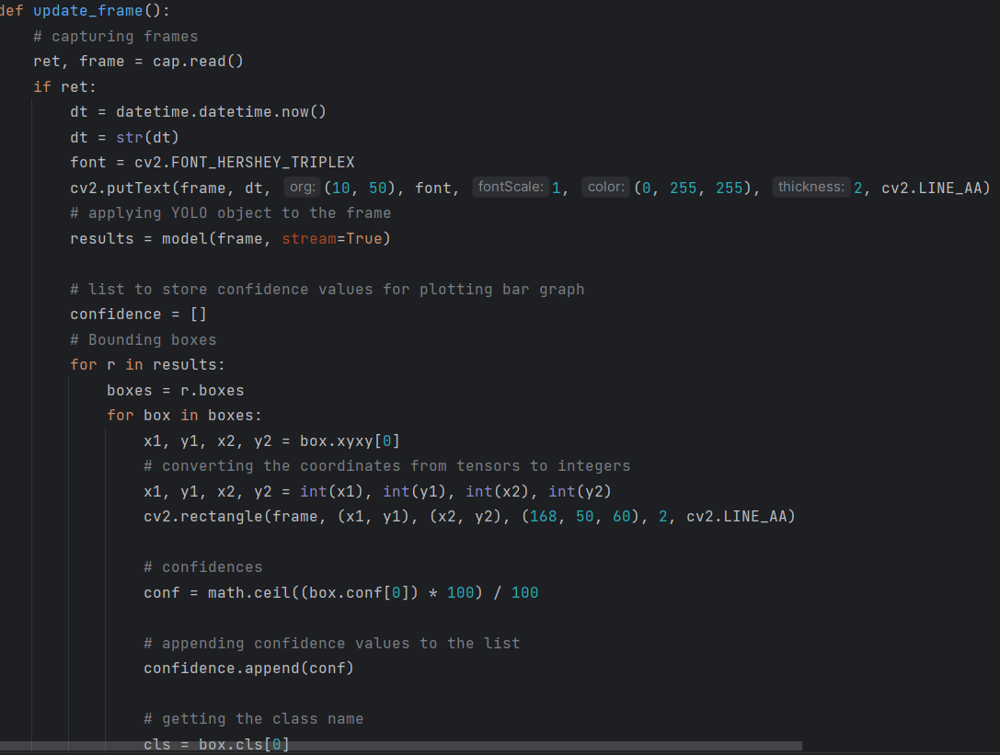 def update_frame():
    # capturing frames
    ret, frame = cap.read()
    if ret:
        dt = datetime.datetime.now()
        dt = str(dt)
        font = cv2.FONT_HERSHEY_TRIPLEX
        cv2.putText(frame, dt, org: (10, 50), font, fontScale: 1, color: (0, 255, 255), thickness: 2, cv2.LINE_AA)
        # applying YOLO object to the frame
        results = model(frame, stream=True)

        # list to store confidence values for plotting bar graph
        confidence = []
        # Bounding boxes
        for r in results:
            boxes = r.boxes
            for box in boxes:
                x1, y1, x2, y2 = box.xyxy[0]
                # converting the coordinates from tensors to integers
                x1, y1, x2, y2 = int(x1), int(y1), int(x2), int(y2)
                cv2.rectangle(frame, (x1, y1), (x2, y2), (168, 50, 60), 2, cv2.LINE_AA)

                # confidences
                conf = math.ceil((box.conf[0]) * 100) / 100

                # appending confidence values to the list
                confidence.append(conf)

                # getting the class name
                cls = box.cls[0]